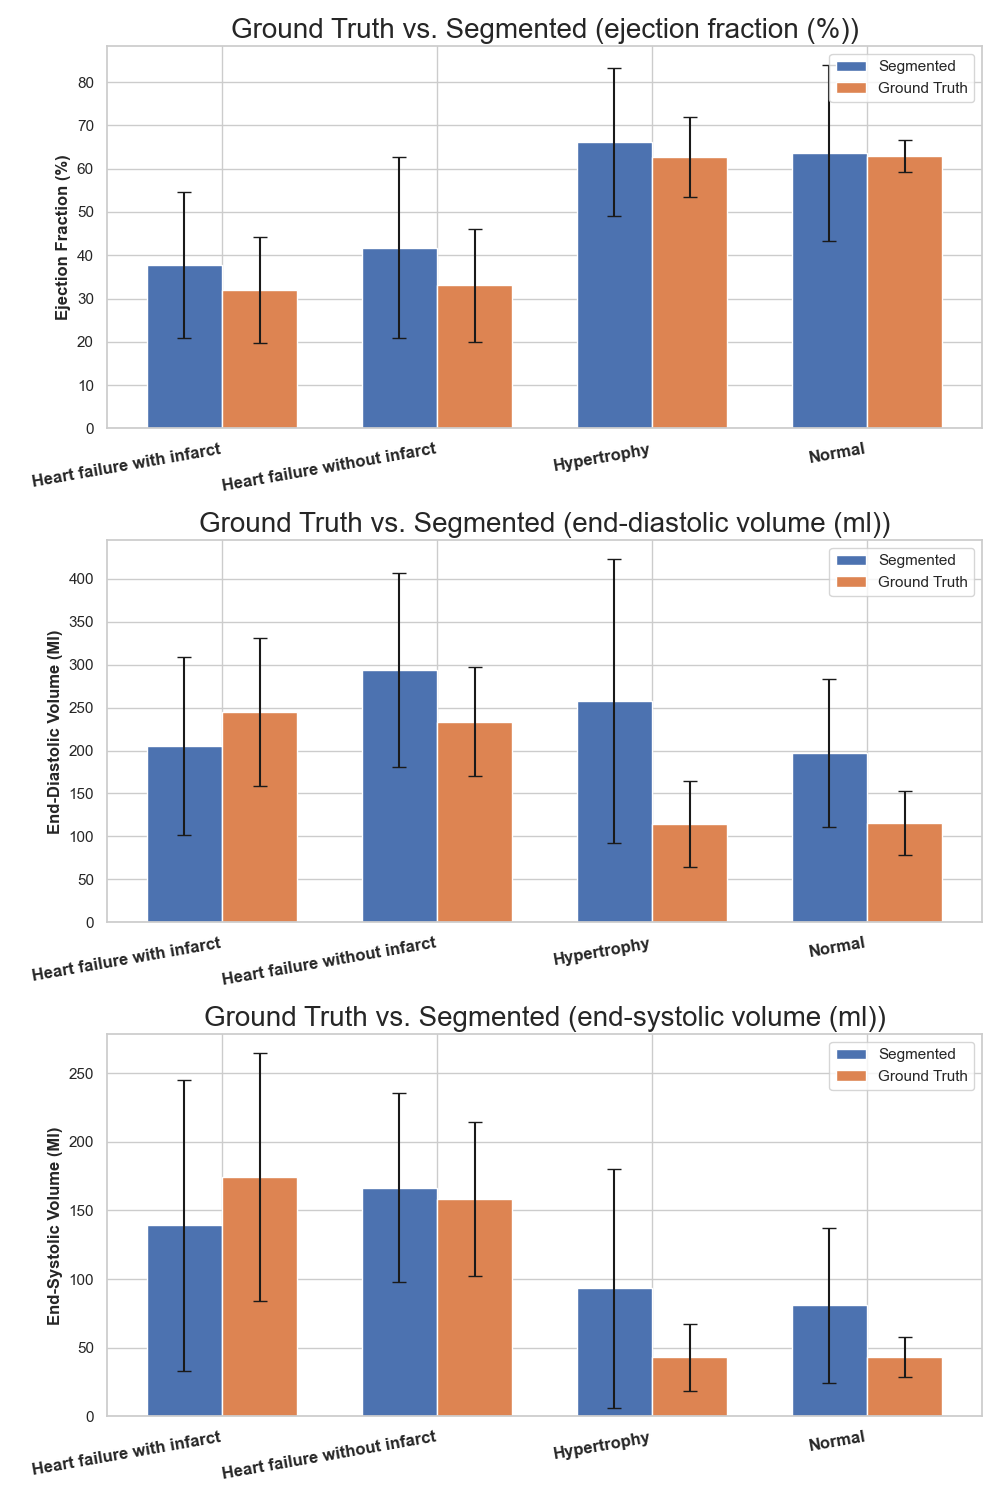 Ground Truth vs. Segmented (ejection fraction (%))
Segmented
Ground Truth
Ejection Fraction (%)
80
70
60
50
40
30
20
10
0
Heart failure with infarct
Heart failure without infarct
Hypertrophy
Normal
Ground Truth vs. Segmented (end-diastolic volume (ml))
Segmented
Ground Truth
End-Diastolic Volume (Ml)
400
350
300
250
200
150
100
50
0
Heart failure with infarct
Heart failure without infarct
Hypertrophy
Normal
Ground Truth vs. Segmented (end-systolic volume (ml))
Segmented
Ground Truth
End-Systolic Volume (Ml)
250
200
150
100
50
0
Heart failure with infarct
Heart failure without infarct
Hypertrophy
Normal